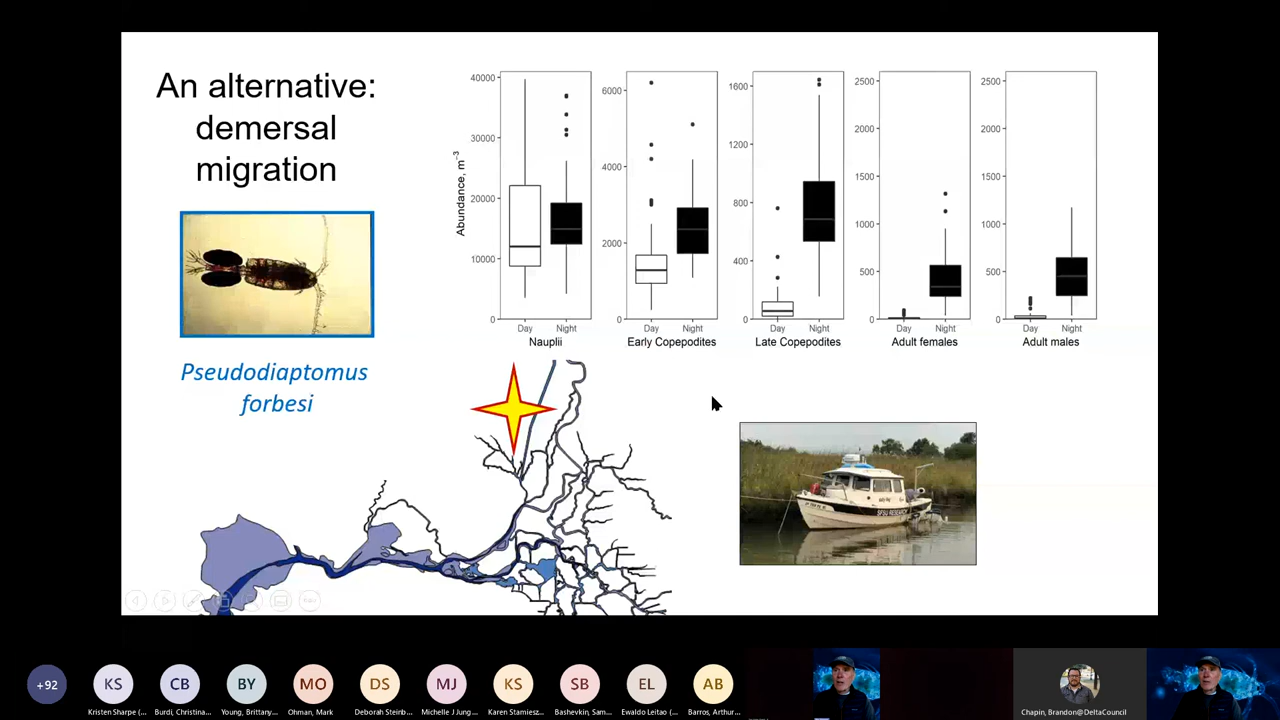 An alternative:
demersal
migration
Pseudodiaptomus
forbesi
Abundance, m⁻³
40000
30000
20000
10000
0
Day Night
Nauplii
6000
4000
2000
0
Day Night
Early Copepodites
1600
1200
800
400
0
Day Night
Late Copepodites
2500
2000
1500
1000
500
0
Day Night
Adult females
2500
2000
1500
1000
500
0
Day Night
Adult males
SFSU RESEARCH
+92
KS
Kristen Sharpe (...
CB
Burdi, Christina...
BY
Young, Brittany...
MO
Ohman, Mark
DS
Deborah Steinb...
MJ
Michelle J Jung...
KS
Karen Stamiesz...
SB
Bashevkin, Sam...
EL
Ewaldo Leitao (...
AB
Barros, Arthur...
Chapin, Brandon@DeltaCouncil